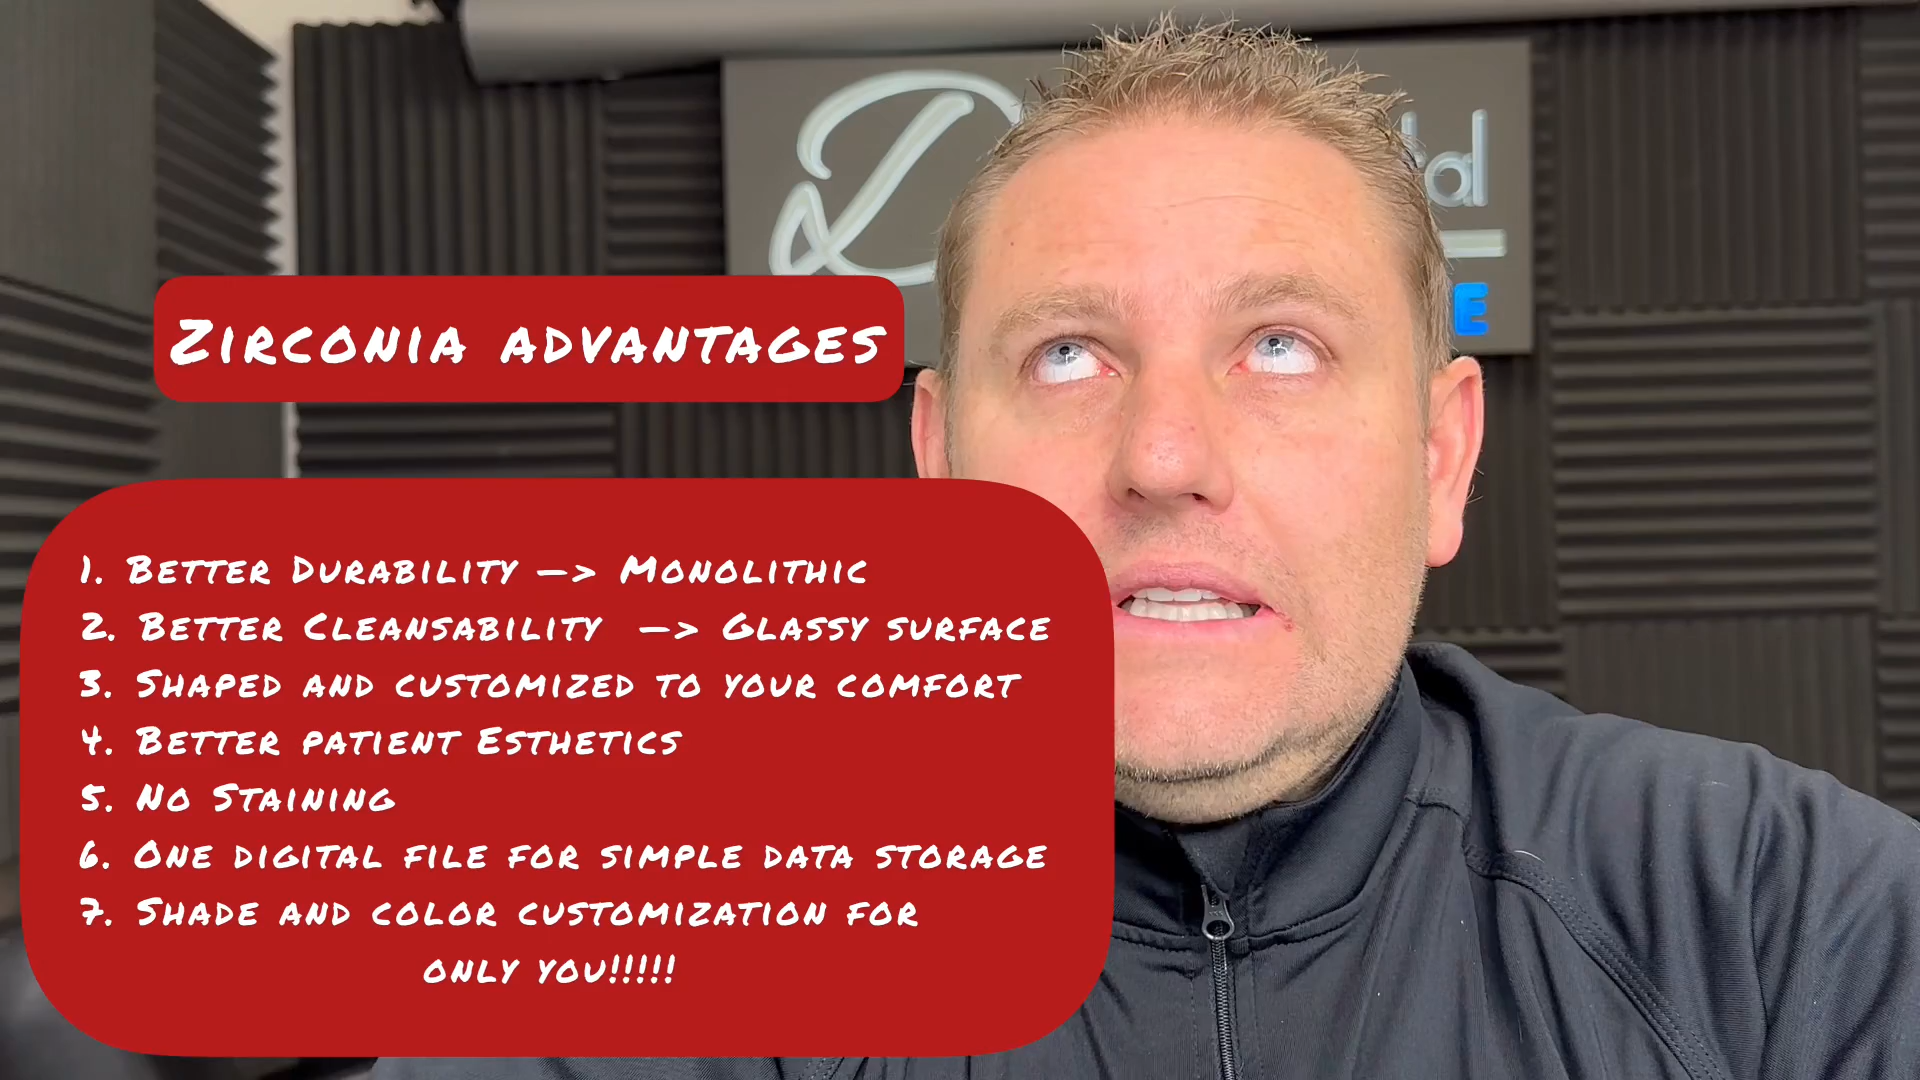 D
tal
E
Zirconia advantages
1. Better Durability —> Monolithic
2. Better Cleansability —> Glassy surface
3. Shaped and customized to your comfort
4. Better patient Esthetics
5. No Staining
6. One digital file for simple data storage
7. Shade and color customization for
only you!!!!!